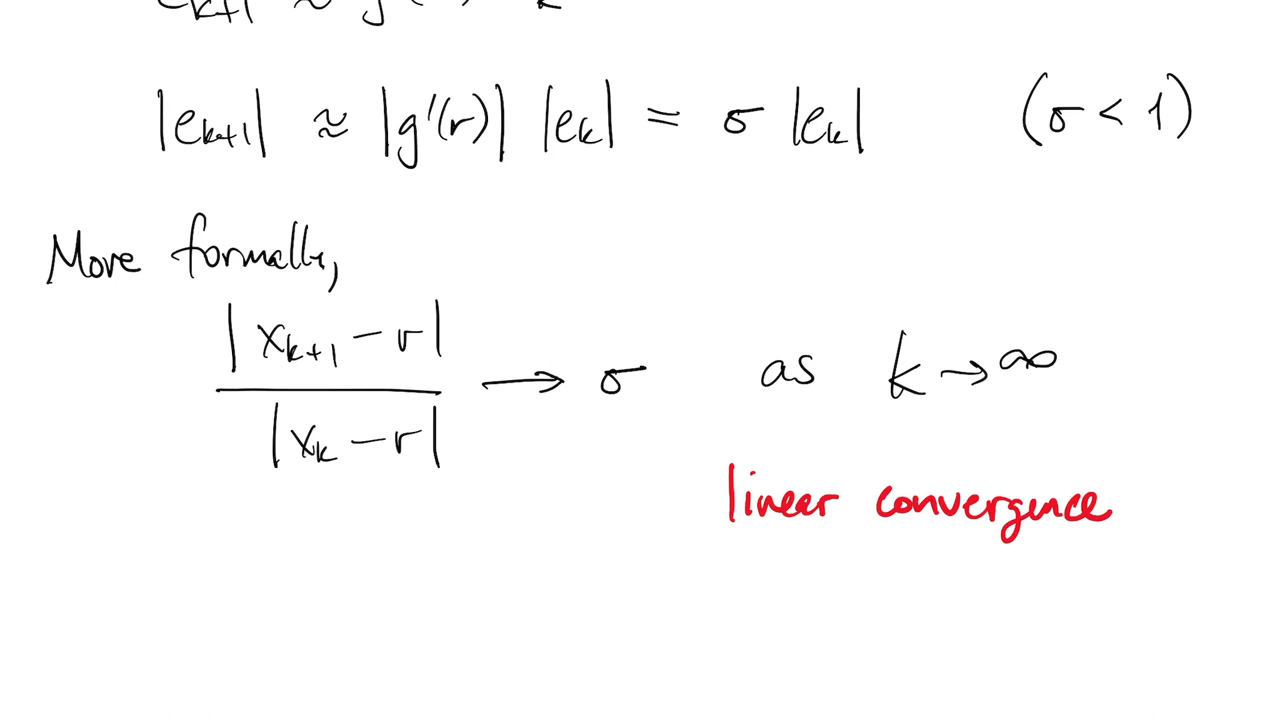 |e_{k+1}| ≈ |g'(r)| |e_k| = σ |e_k| (σ < 1)
More formally,
|x_{k+1} − r|
/ |x_k − r| → σ as k → ∞
linear convergence